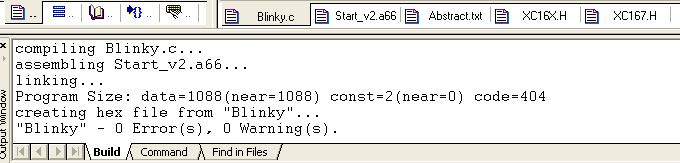 Blinky.c Start_v2.a66 Abstract.txt XC16X.H XC167.H
compiling Blinky.c...
assembling Start_v2.a66...
linking...
Program Size: data=1088(near=1088) const=2(near=0) code=404
creating hex file from "Blinky"...
"Blinky" - 0 Error(s), 0 Warning(s).
Output Window
Build Command Find in Files